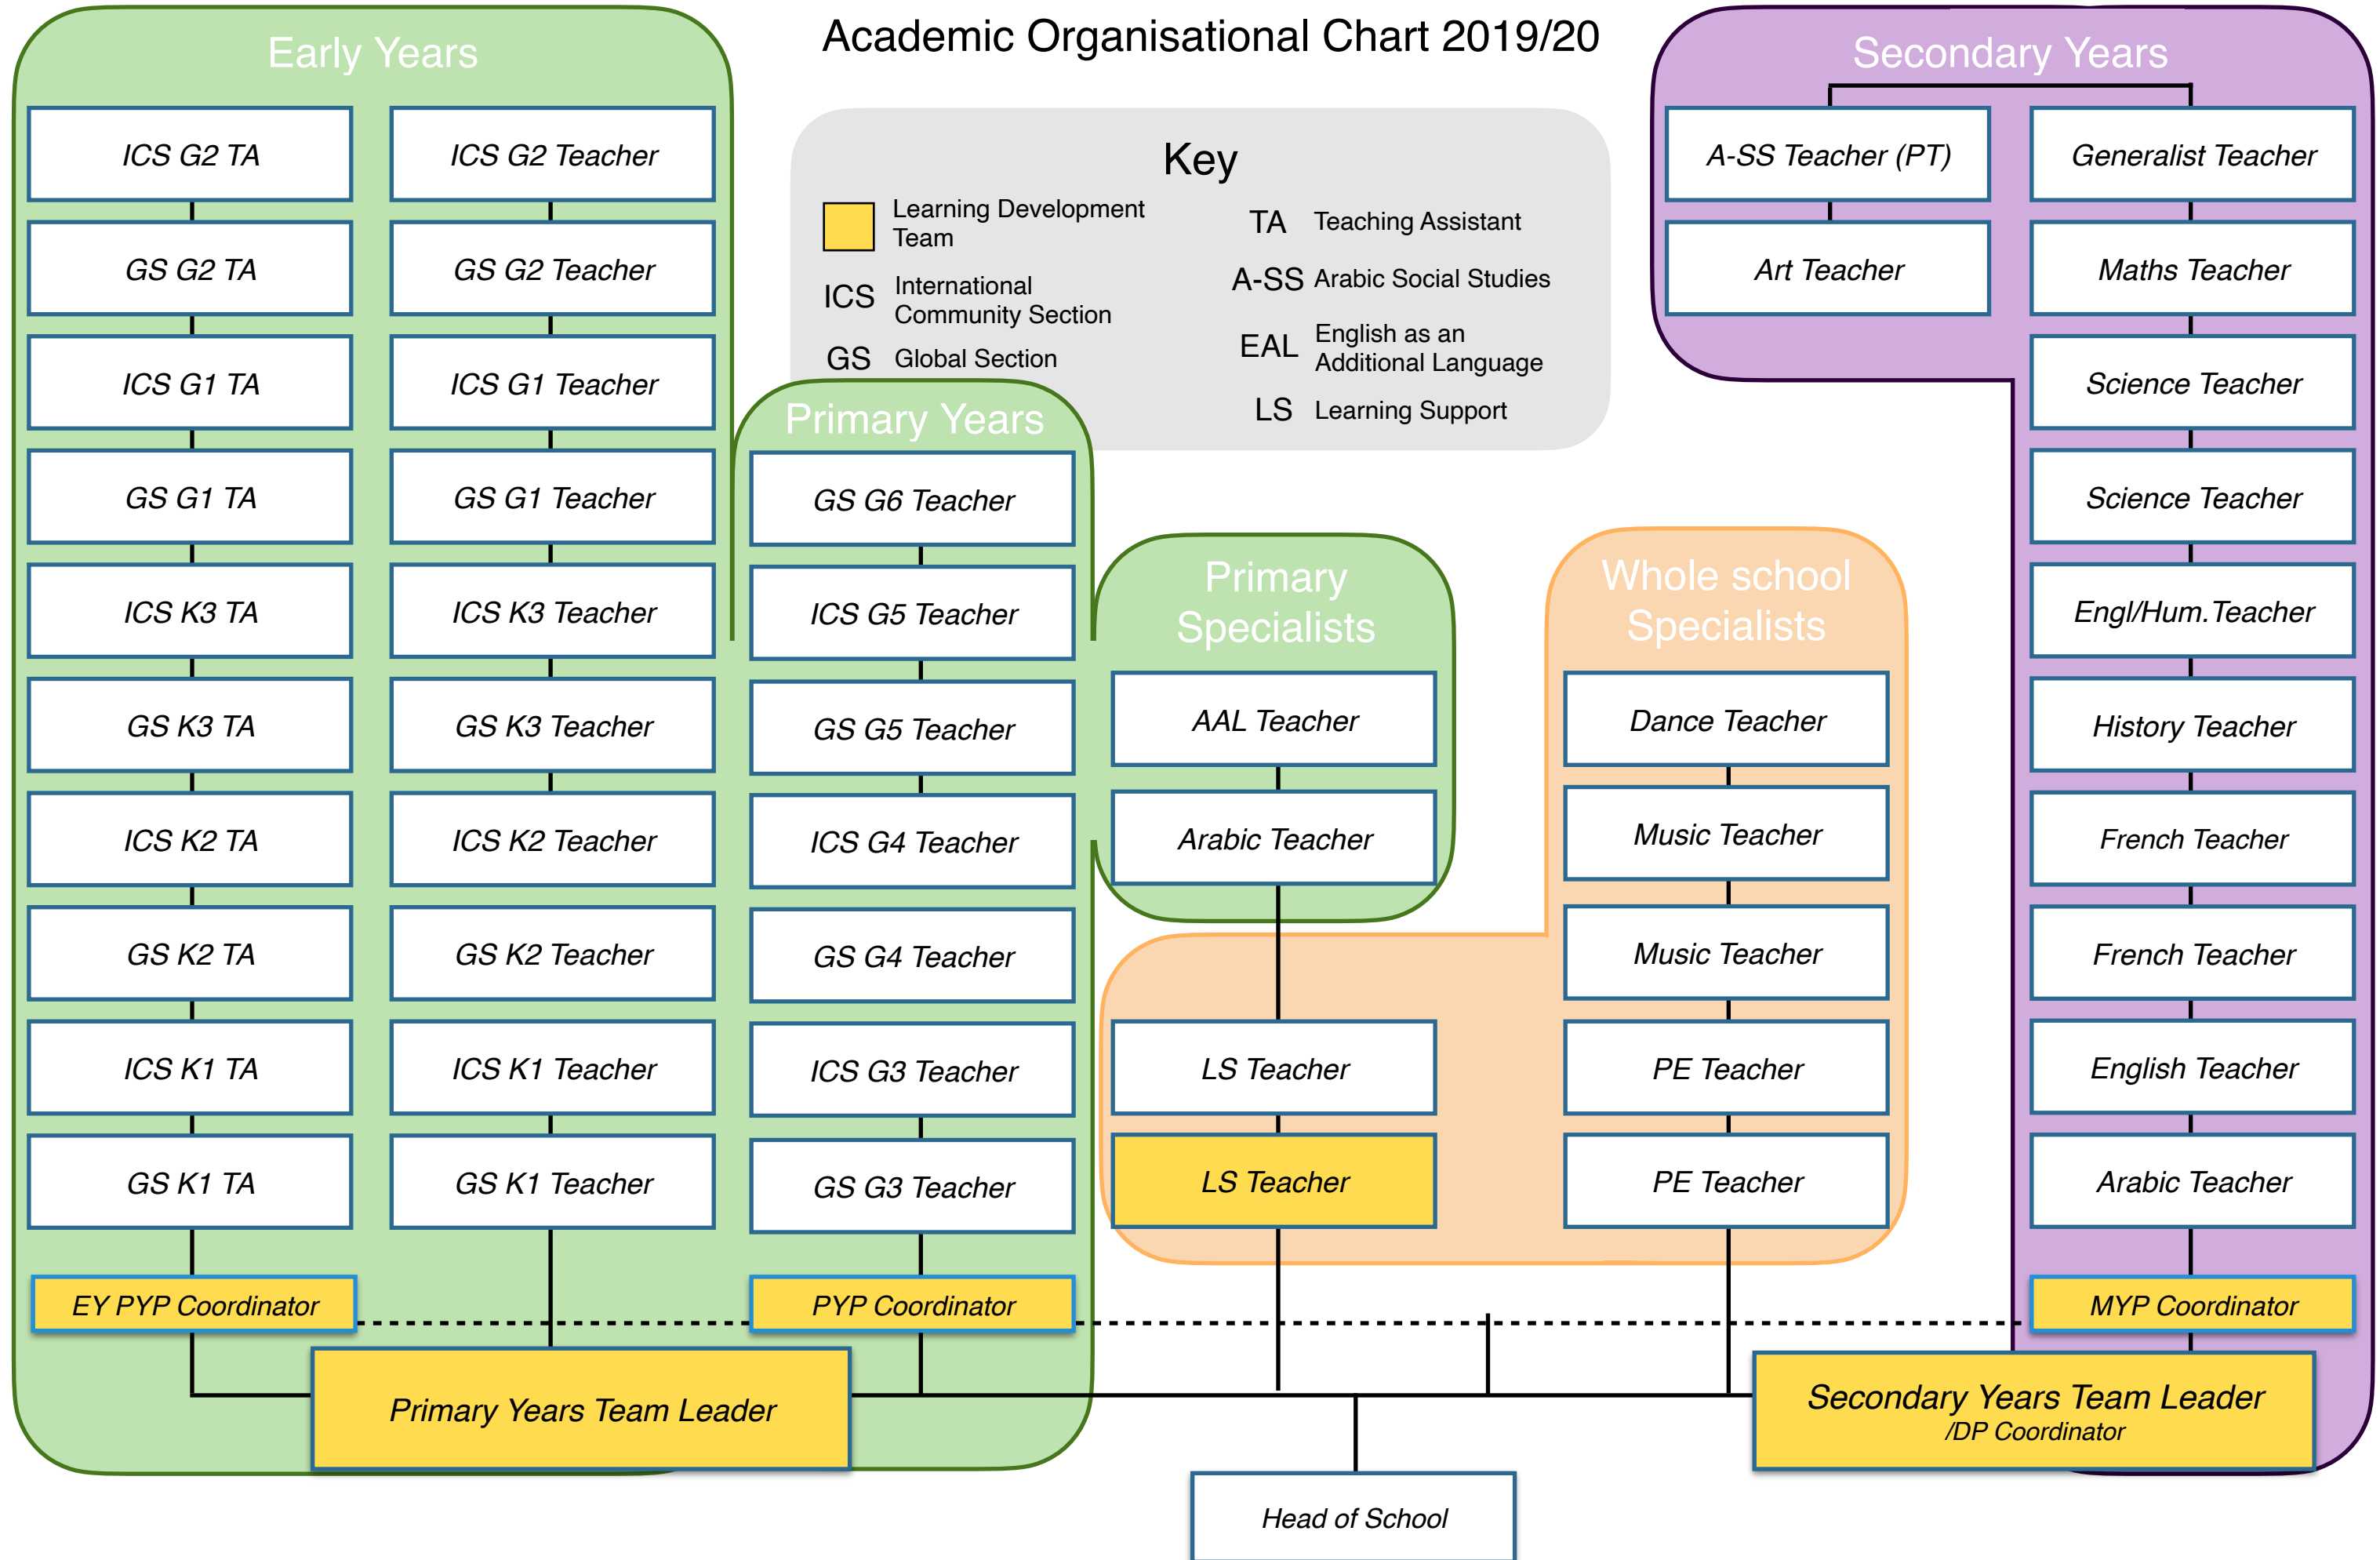 Academic Organisational Chart 2019/20
Early Years
ICS G2 TA
GS G2 TA
ICS G1 TA
GS G1 TA
ICS K3 TA
GS K3 TA
ICS K2 TA
GS K2 TA
ICS K1 TA
GS K1 TA
EY PYP Coordinator
ICS G2 Teacher
GS G2 Teacher
ICS G1 Teacher
GS G1 Teacher
ICS K3 Teacher
GS K3 Teacher
ICS K2 Teacher
GS K2 Teacher
ICS K1 Teacher
GS K1 Teacher
Primary Years Team Leader
Key
Learning Development
Team
ICS International
Community Section
GS Global Section
TA Teaching Assistant
A-SS Arabic Social Studies
EAL English as an
Additional Language
LS Learning Support
Primary Years
GS G6 Teacher
ICS G5 Teacher
GS G5 Teacher
ICS G4 Teacher
GS G4 Teacher
ICS G3 Teacher
GS G3 Teacher
PYP Coordinator
Primary
Specialists
AAL Teacher
Arabic Teacher
LS Teacher
LS Teacher
Whole school
Specialists
Dance Teacher
Music Teacher
Music Teacher
PE Teacher
PE Teacher
Secondary Years
A-SS Teacher (PT)
Art Teacher
Generalist Teacher
Maths Teacher
Science Teacher
Science Teacher
Engl/Hum.Teacher
History Teacher
French Teacher
French Teacher
English Teacher
Arabic Teacher
MYP Coordinator
Secondary Years Team Leader
/DP Coordinator
Head of School